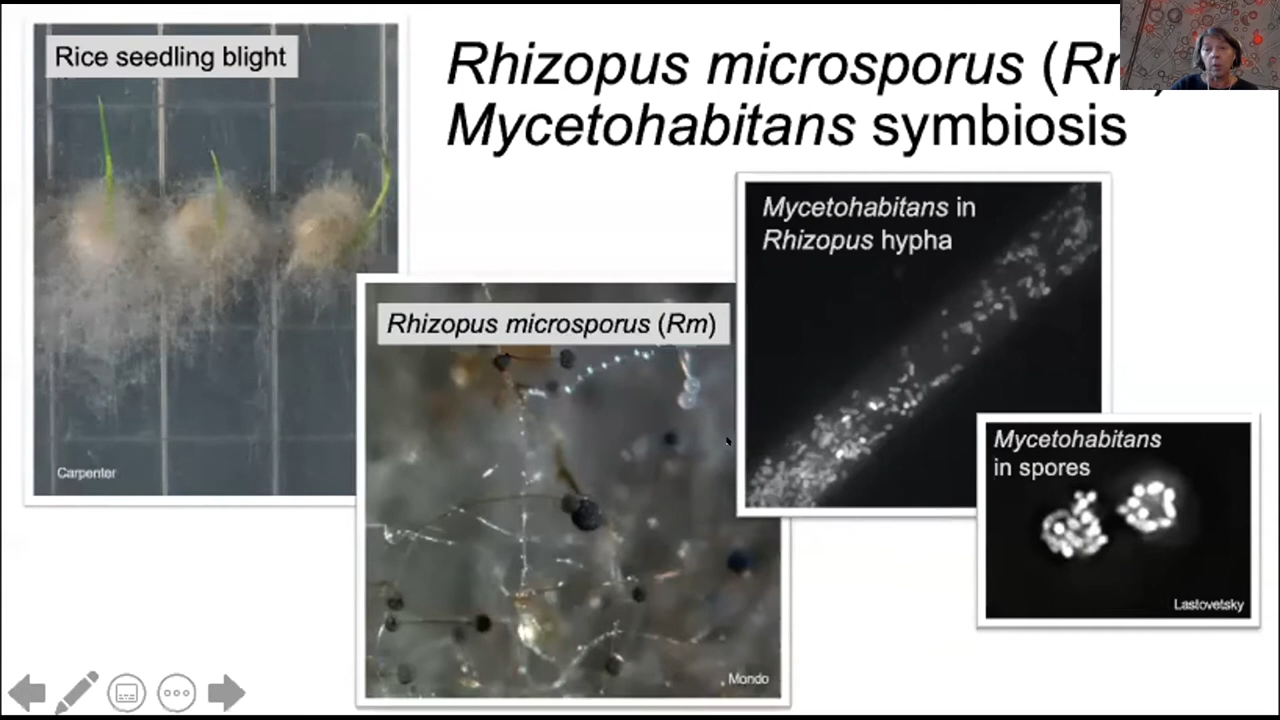 Rice seedling blight
Rhizopus microsporus (
Mycetohabitans symbiosis
Mycetohabitans in
Rhizopus hypha
Rhizopus microsporus (Rm)
Mycetohabitans
in spores
Carpenter
Lastovetsky
Mondo